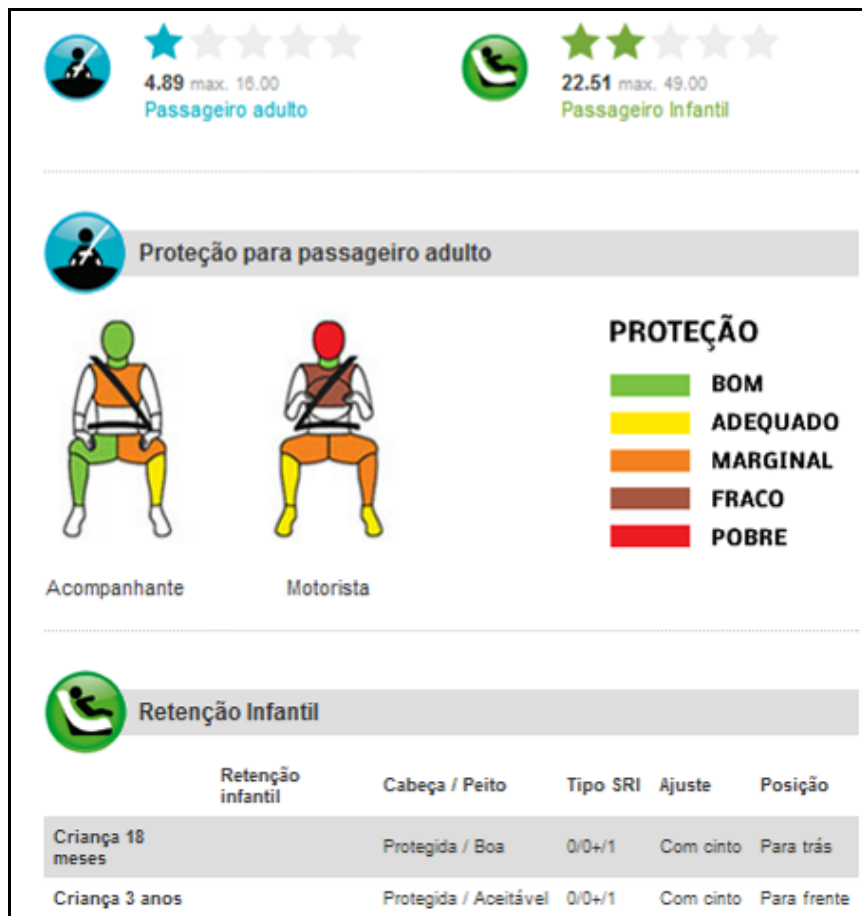 4.89 max. 16.00
Passageiro adulto
22.51 max. 49.00
Passageiro Infantil
Proteção para passageiro adulto
PROTEÇÃO
BOM
ADEQUADO
MARGINAL
FRACO
POBRE
Acompanhante Motorista
Retenção Infantil
Retenção infantil Cabeça / Peito Tipo SRI Ajuste Posição
Criança 18 meses Protegida / Boa 0/0+/1 Com cinto Para trás
Criança 3 anos Protegida / Aceitável 0/0+/1 Com cinto Para frente